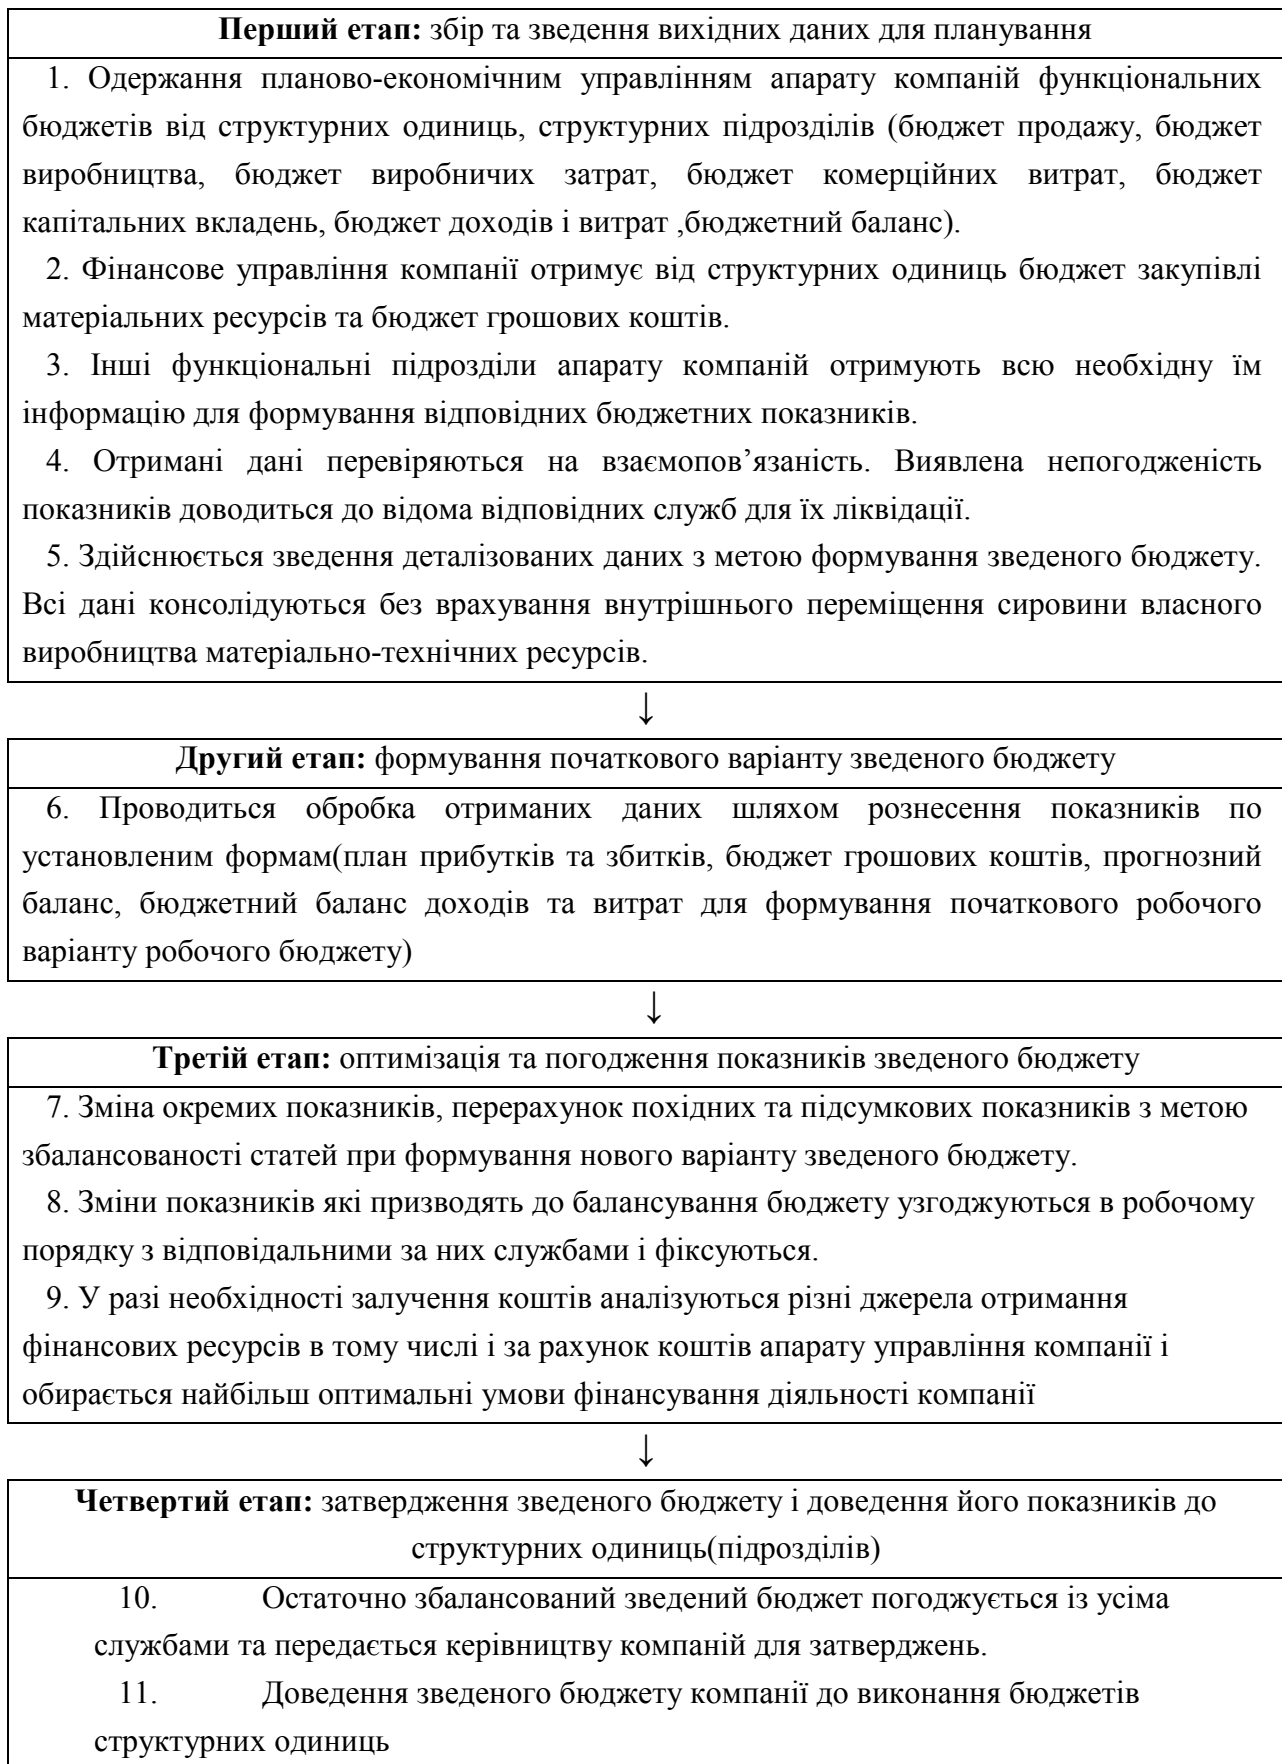 Перший етап: збір та зведення вихідних даних для планування
1. Одержання планово-економічним управлінням апарату компаній функціональних
бюджетів від структурних одиниць, структурних підрозділів (бюджет продажу, бюджет
виробництва, бюджет виробничих затрат, бюджет комерційних витрат, бюджет
капітальних вкладень, бюджет доходів і витрат ,бюджетний баланс).
2. Фінансове управління компанії отримує від структурних одиниць бюджет закупівлі
матеріальних ресурсів та бюджет грошових коштів.
3. Інші функціональні підрозділи апарату компаній отримують всю необхідну їм
інформацію для формування відповідних бюджетних показників.
4. Отримані дані перевіряються на взаємопов’язаність. Виявлена непогодженість
показників доводиться до відома відповідних служб для їх ліквідації.
5. Здійснюється зведення деталізованих даних з метою формування зведеного бюджету.
Всі дані консолідуються без врахування внутрішнього переміщення сировини власного
виробництва матеріально-технічних ресурсів.
↓
Другий етап: формування початкового варіанту зведеного бюджету
6. Проводиться обробка отриманих даних шляхом рознесення показників по
установленим формам(план прибутків та збитків, бюджет грошових коштів, прогнозний
баланс, бюджетний баланс доходів та витрат для формування початкового робочого
варіанту робочого бюджету)
↓
Третій етап: оптимізація та погодження показників зведеного бюджету
7. Зміна окремих показників, перерахунок похідних та підсумкових показників з метою
збалансованості статей при формування нового варіанту зведеного бюджету.
8. Зміни показників які призводять до балансування бюджету узгоджуються в робочому
порядку з відповідальними за них службами і фіксуються.
9. У разі необхідності залучення коштів аналізуються різні джерела отримання
фінансових ресурсів в тому числі і за рахунок коштів апарату управління компанії і
обирається найбільш оптимальні умови фінансування діяльності компанії
↓
Четвертий етап: затвердження зведеного бюджету і доведення його показників до
структурних одиниць(підрозділів)
10. Остаточно збалансований зведений бюджет погоджується із усіма
службами та передається керівництву компаній для затверджень.
11. Доведення зведеного бюджету компанії до виконання бюджетів
структурних одиниць